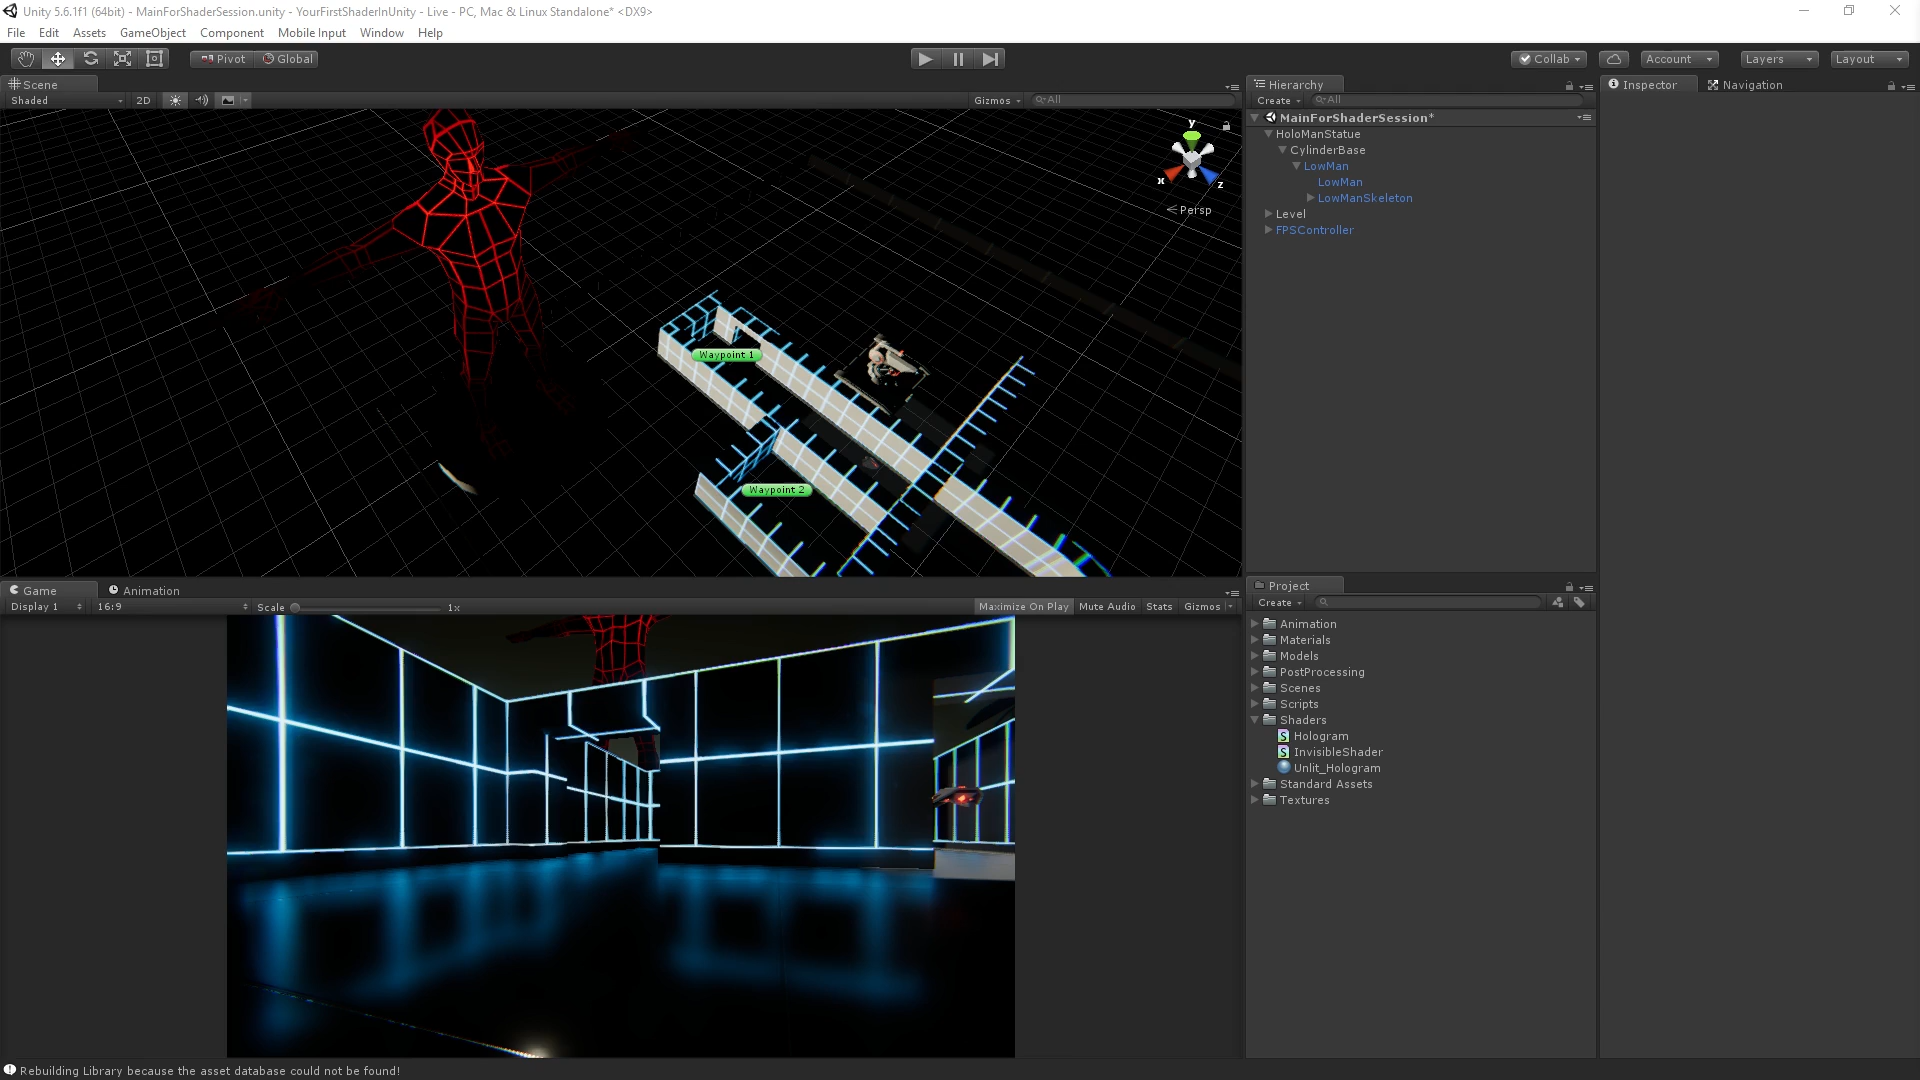 Unity 5.6.1f1 (64bit) - MainForShaderSession.unity - YourFirstShaderInUnity - Live - PC, Mac & Linux Standalone* <DX9>
File Edit Assets GameObject Component Mobile Input Window Help
Pivot Global Collab Account Layers Layout
Scene
Shaded 2D Gizmos All
y
x
z
Persp
Waypoint 1
Waypoint 2
Hierarchy
Create All
MainForShaderSession*
HoloManStatue
CylinderBase
LowMan
LowMan
LowManSkeleton
Level
FPSController
Inspector Navigation
Game Animation
Display 1 16:9 Scale 1x Maximize On Play Mute Audio Stats Gizmos
Project
Create
Animation
Materials
Models
PostProcessing
Scenes
Scripts
Shaders
Hologram
InvisibleShader
Unlit_Hologram
Standard Assets
Textures
Rebuilding Library because the asset database could not be found!